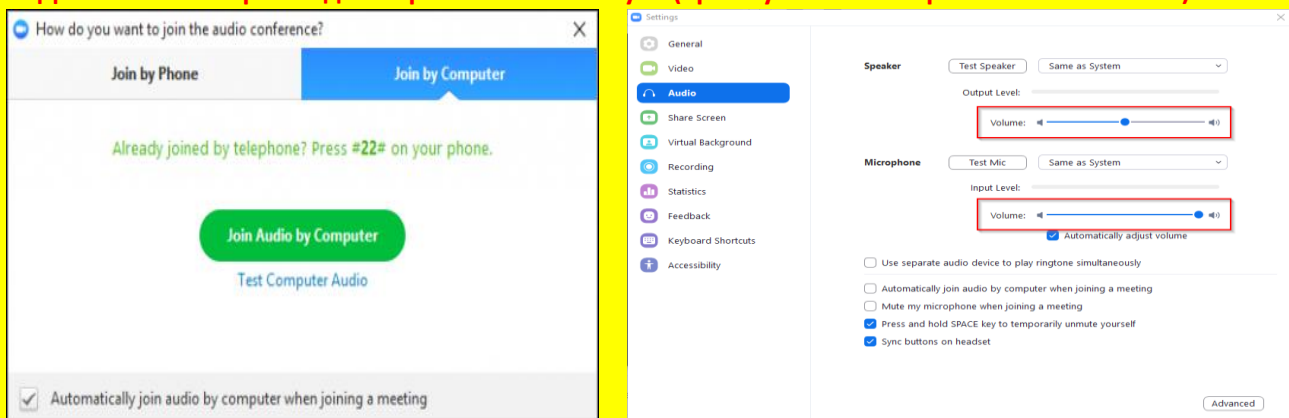 How do you want to join the audio conference?
Join by Phone
Join by Computer
Already joined by telephone? Press #22# on your phone.
Join Audio by Computer
Test Computer Audio
Automatically join audio by computer when joining a meeting
Settings
General
Video
Audio
Share Screen
Virtual Background
Recording
Statistics
Feedback
Keyboard Shortcuts
Accessibility
Speaker
Test Speaker
Same as System
Output Level:
Volume:
Microphone
Test Mic
Same as System
Input Level:
Volume:
Automatically adjust volume
Use separate audio device to play ringtone simultaneously
Automatically join audio by computer when joining a meeting
Mute my microphone when joining a meeting
Press and hold SPACE key to temporarily unmute yourself
Sync buttons on headset
Advanced